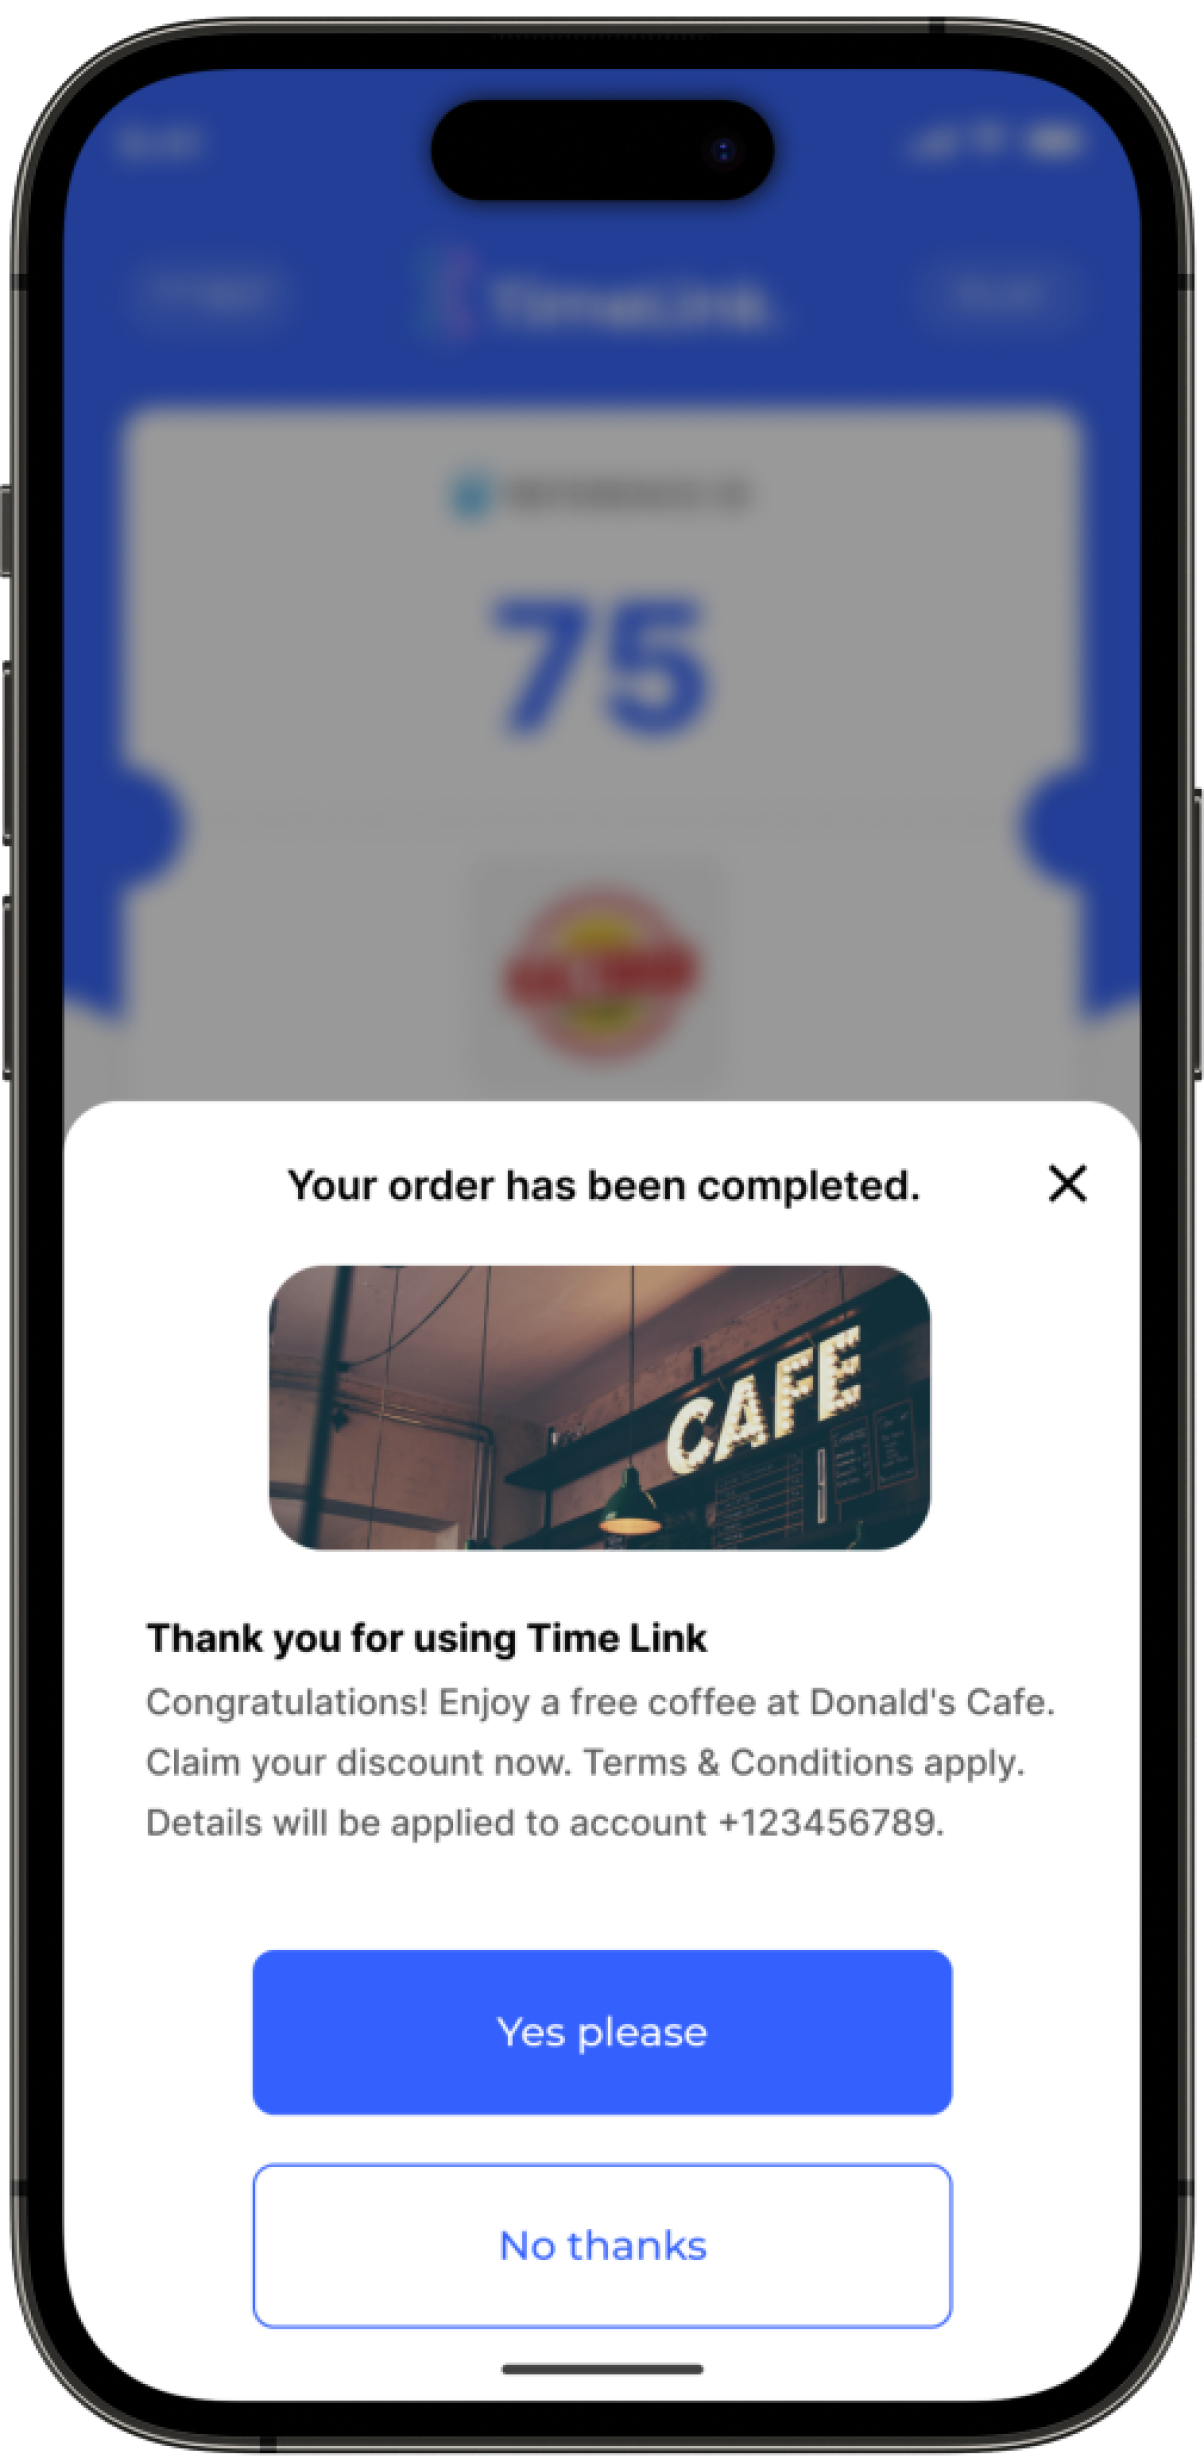 TimeLink.
75
Your order has been completed.
CAFE
Thank you for using Time Link
Congratulations! Enjoy a free coffee at Donald's Cafe.
Claim your discount now. Terms & Conditions apply.
Details will be applied to account +123456789.
Yes please
No thanks